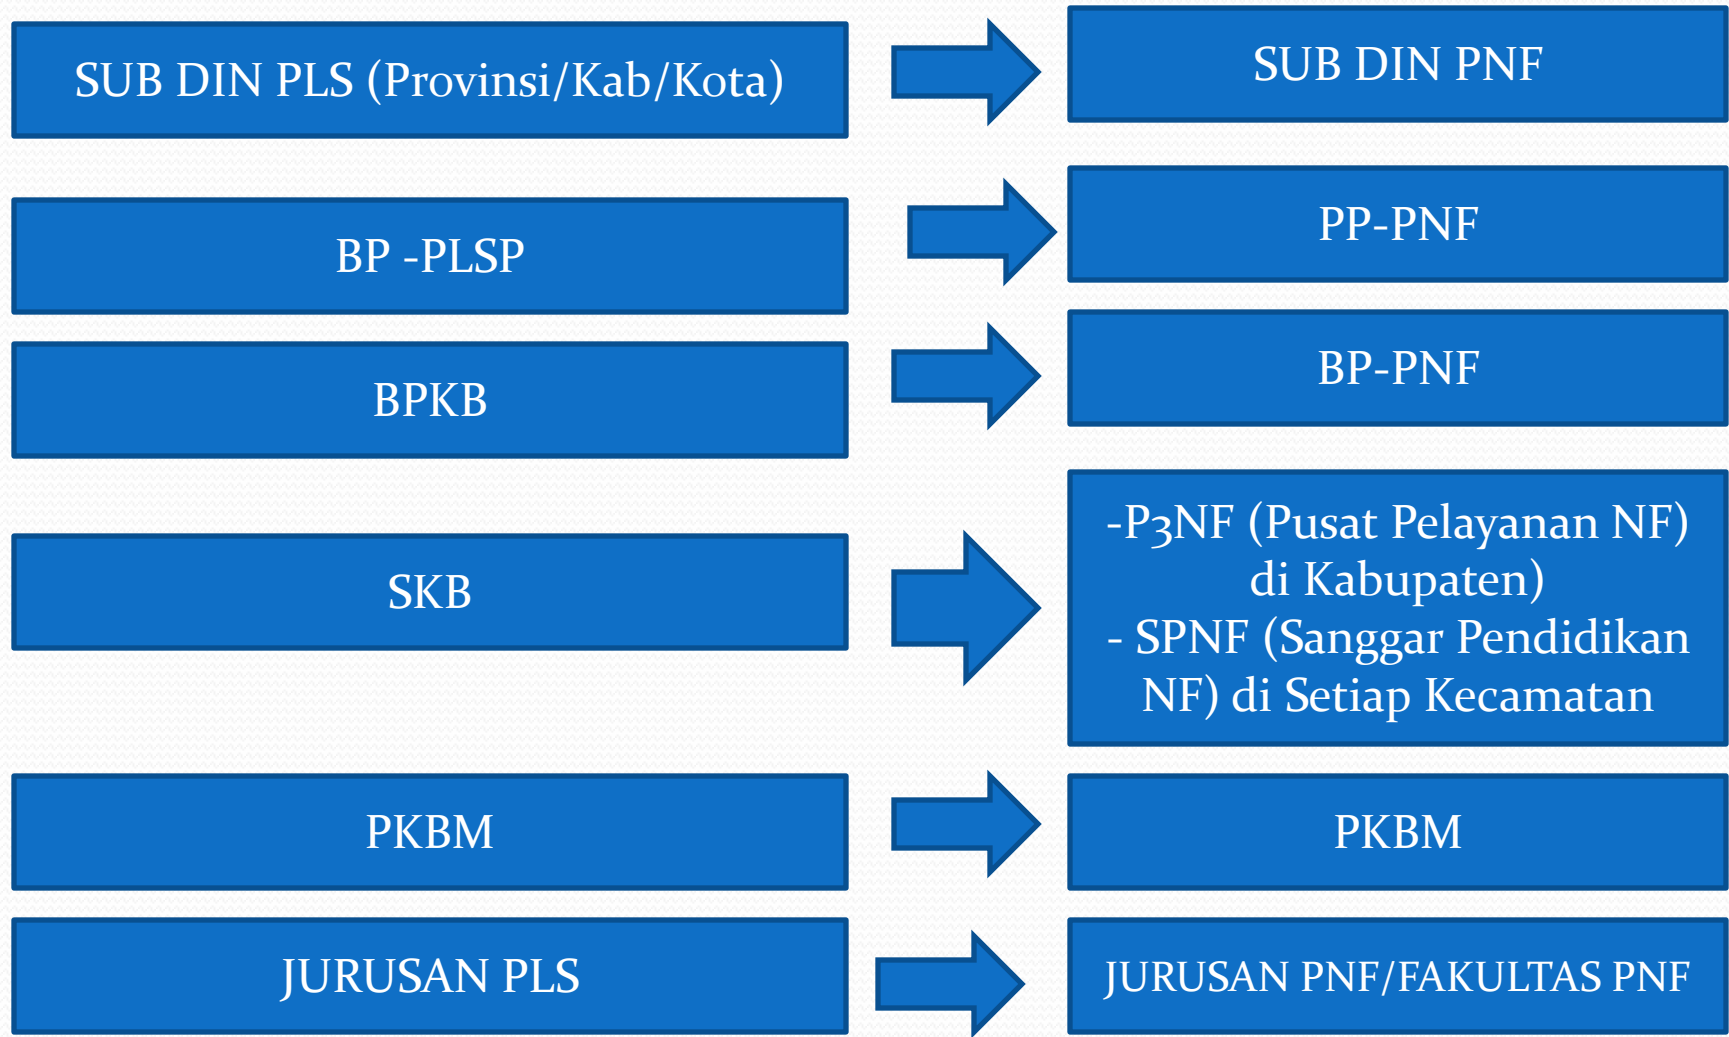 SUB DIN PLS (Provinsi/Kab/Kota)
SUB DIN PNF
BP -PLSP
PP-PNF
BPKB
BP-PNF
SKB
-P3NF (Pusat Pelayanan NF)
di Kabupaten)
- SPNF (Sanggar Pendidikan
NF) di Setiap Kecamatan
PKBM
PKBM
JURUSAN PLS
JURUSAN PNF/FAKULTAS PNF